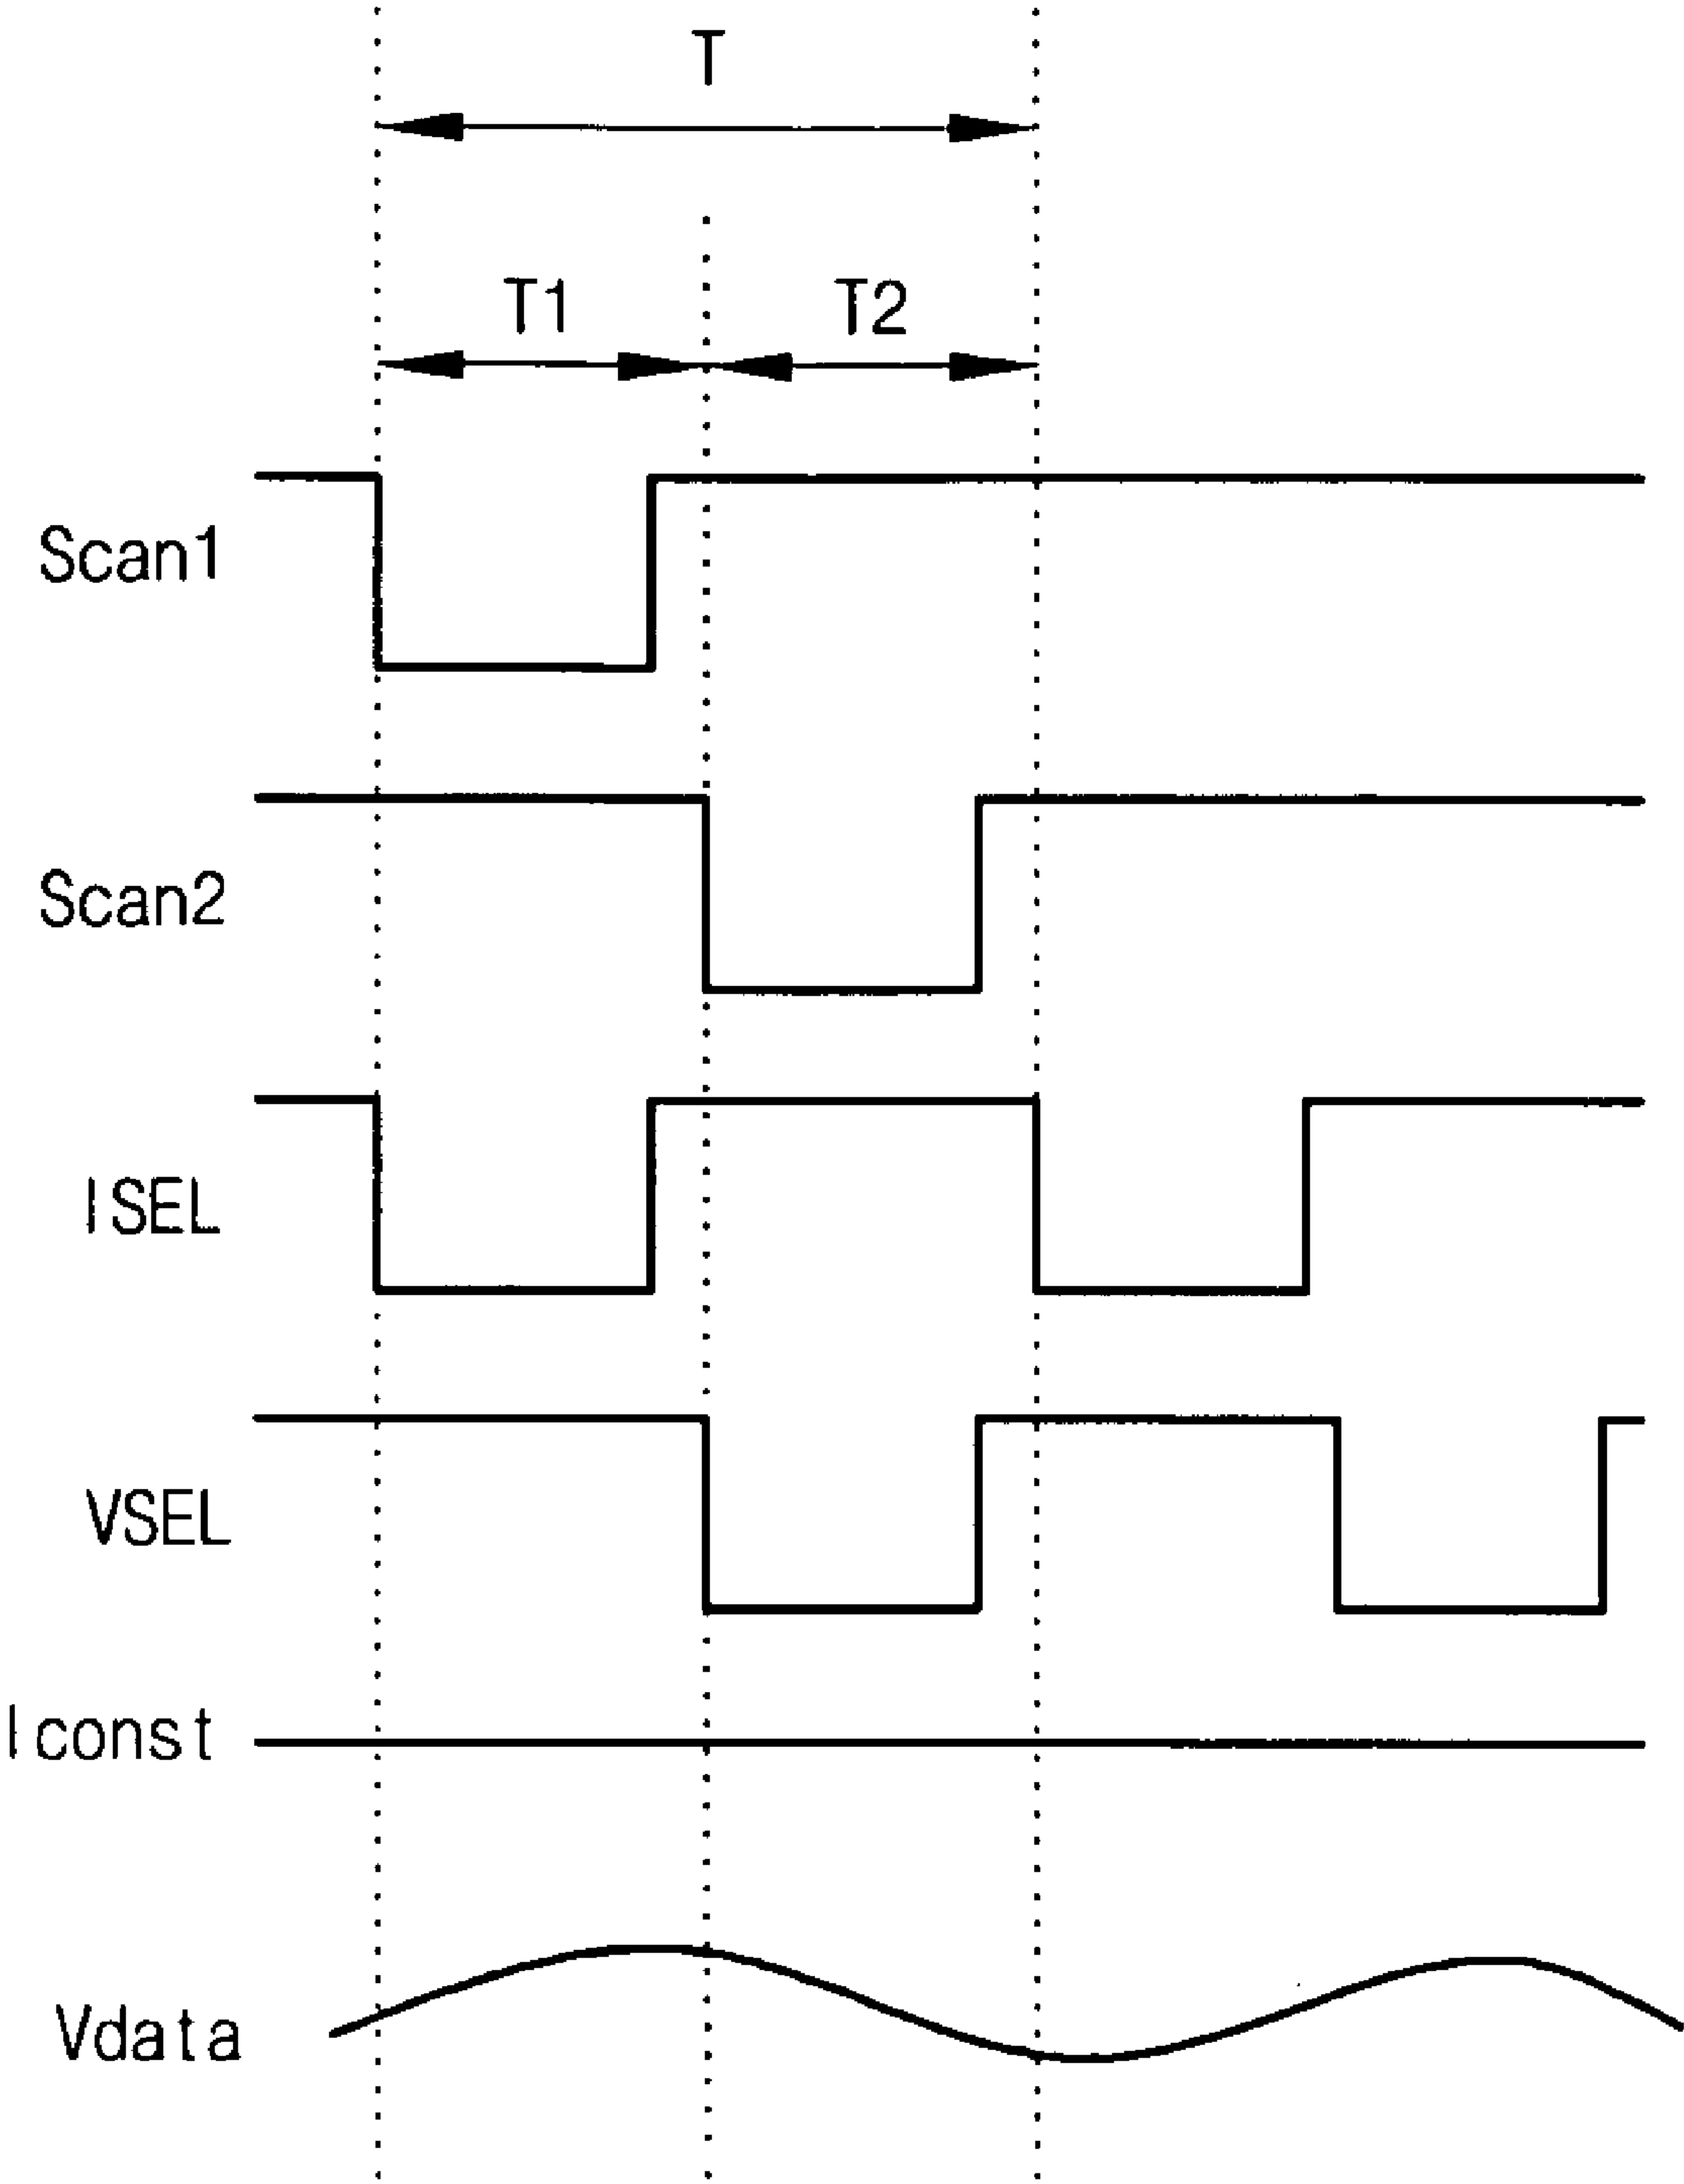 T
T1
T2
Scan1
Scan2
ISEL
VSEL
Iconst
Vdata